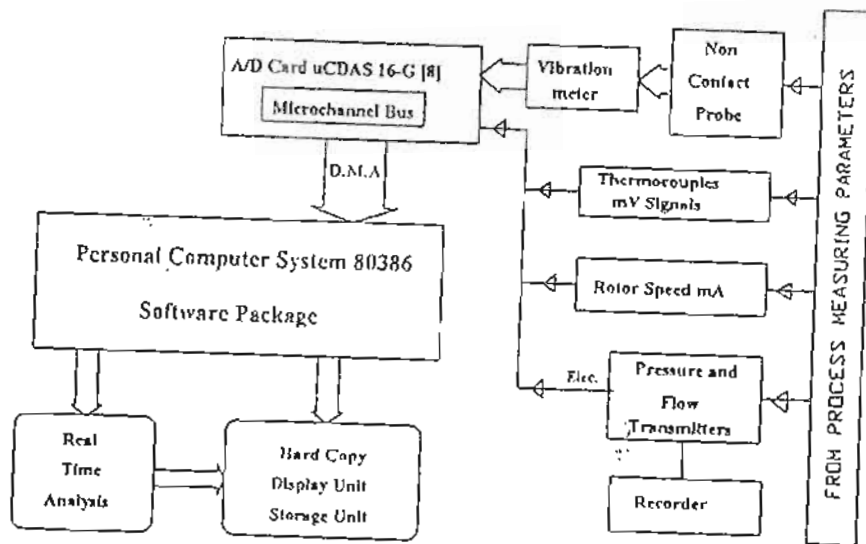 A/D Card uCDAS 16-G [8]
Microchannel Bus
Vibration
meter
Non
Contact
Probe
D.M.A
Thermocouples
mV Signals
Personal Computer System 80386
Software Package
Rotor Speed mA
Elec.
Pressure and
Flow
Transmitters
Real
Time
Analysis
Hard Copy
Display Unit
Storage Unit
Recorder
FROM PROCESS MEASURING PARAMETERS